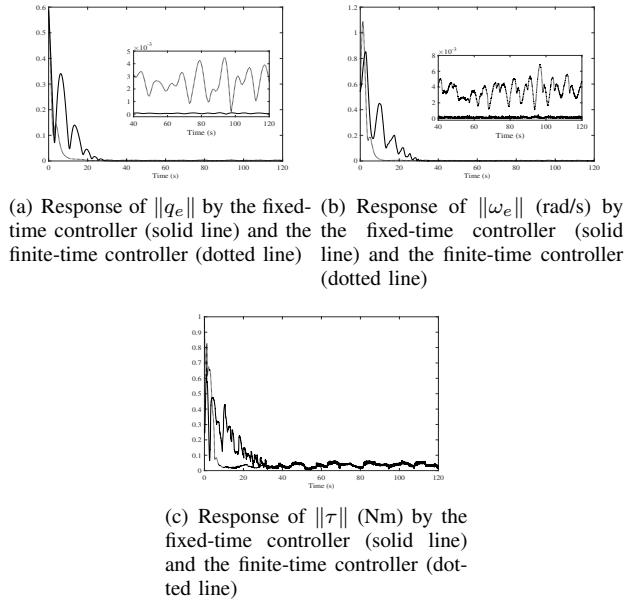 0.6
0.5
0.4
0.3
0.2
0.1
0
0 20 40 60 80 100 120
Time (s)
×10⁻³
5
4
3
2
1
0
40 60 80 100 120
Time (s)
1.2
1
0.8
0.6
0.4
0.2
0
0 20 40 60 80 100 120
Time (s)
×10⁻³
8
6
4
2
0
40 60 80 100 120
Time (s)
(a) Response of ‖qₑ‖ by the fixed-
time controller (solid line) and the
finite-time controller (dotted line)
(b) Response of ‖ωₑ‖ (rad/s) by
the fixed-time controller (solid
line) and the finite-time controller
(dotted line)
1
0.9
0.8
0.7
0.6
0.5
0.4
0.3
0.2
0.1
0
0 20 40 60 80 100 120
Time (s)
(c) Response of ‖τ‖ (Nm) by the
fixed-time controller (solid line)
and the finite-time controller (dot-
ted line)